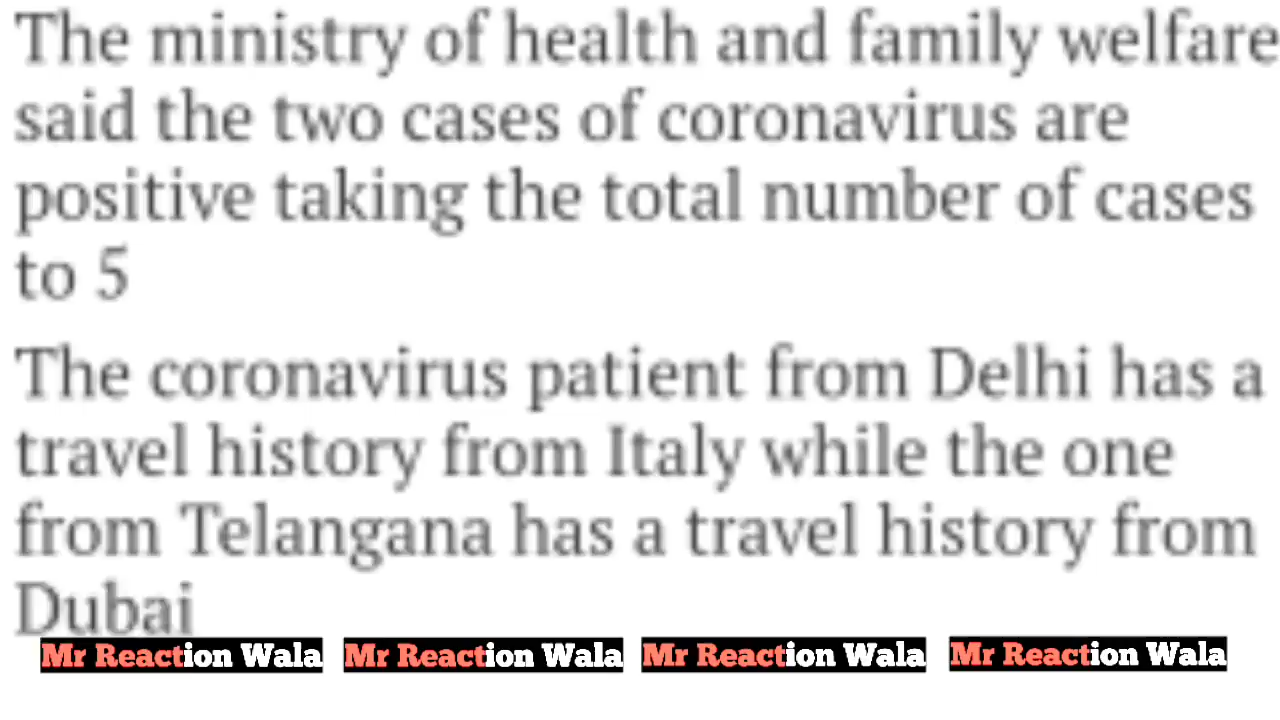 The ministry of health and family welfare
said the two cases of coronavirus are
positive taking the total number of cases
to 5
The coronavirus patient from Delhi has a
travel history from Italy while the one
from Telangana has a travel history from
Dubai
Mr Reaction Wala Mr Reaction Wala Mr Reaction Wala Mr Reaction Wala